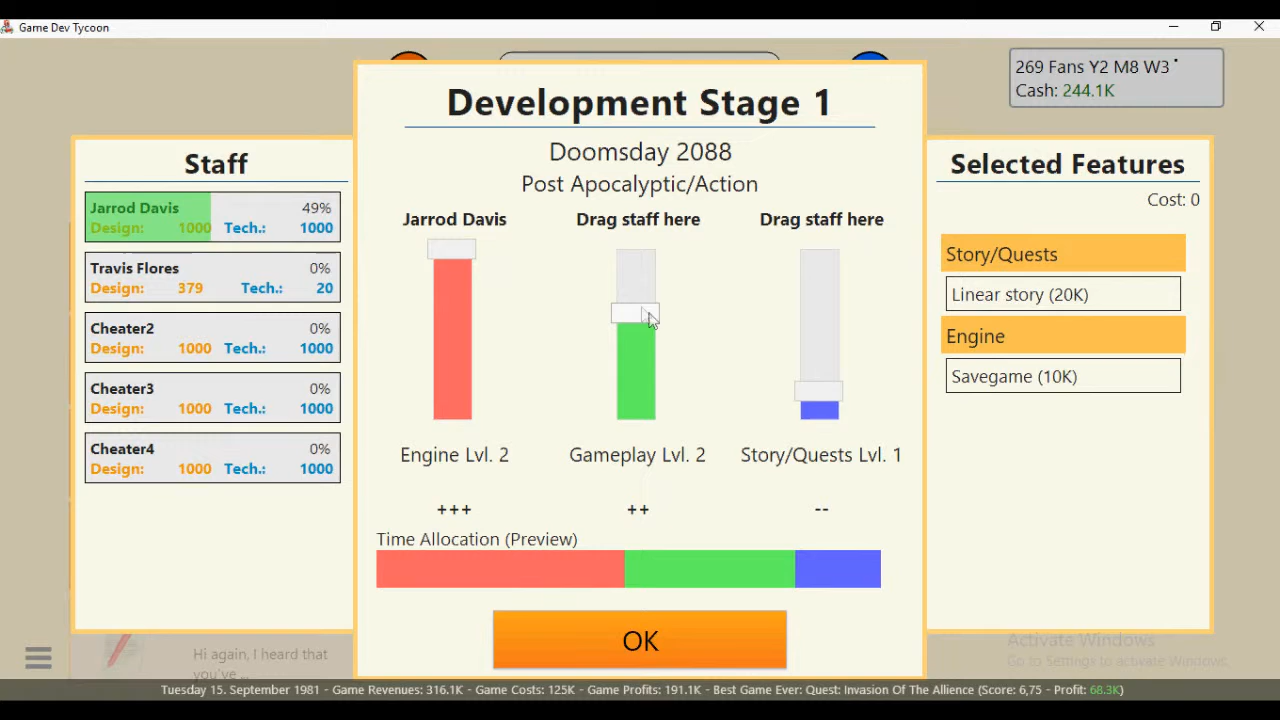 Game Dev Tycoon
269 Fans Y2 M8 W3
Cash: 244.1K
Development Stage 1
Doomsday 2088
Post Apocalyptic/Action
Staff
Jarrod Davis 49%
Design: 1000 Tech.: 1000
Travis Flores 0%
Design: 379 Tech.: 20
Cheater2 0%
Design: 1000 Tech.: 1000
Cheater3 0%
Design: 1000 Tech.: 1000
Cheater4 0%
Design: 1000 Tech.: 1000
Jarrod Davis Drag staff here Drag staff here
Engine Lvl. 2 Gameplay Lvl. 2 Story/Quests Lvl. 1
+++ ++ --
Time Allocation (Preview)
OK
Selected Features
Cost: 0
Story/Quests
Linear story (20K)
Engine
Savegame (10K)
Hi again, I heard that
you've ...
Activate Windows
Go to Settings to activate Windows.
Tuesday 15. September 1981 - Game Revenues: 316.1K - Game Costs: 125K - Game Profits: 191.1K - Best Game Ever: Quest: Invasion Of The Allience (Score: 6,75 - Profit: 68.3K)